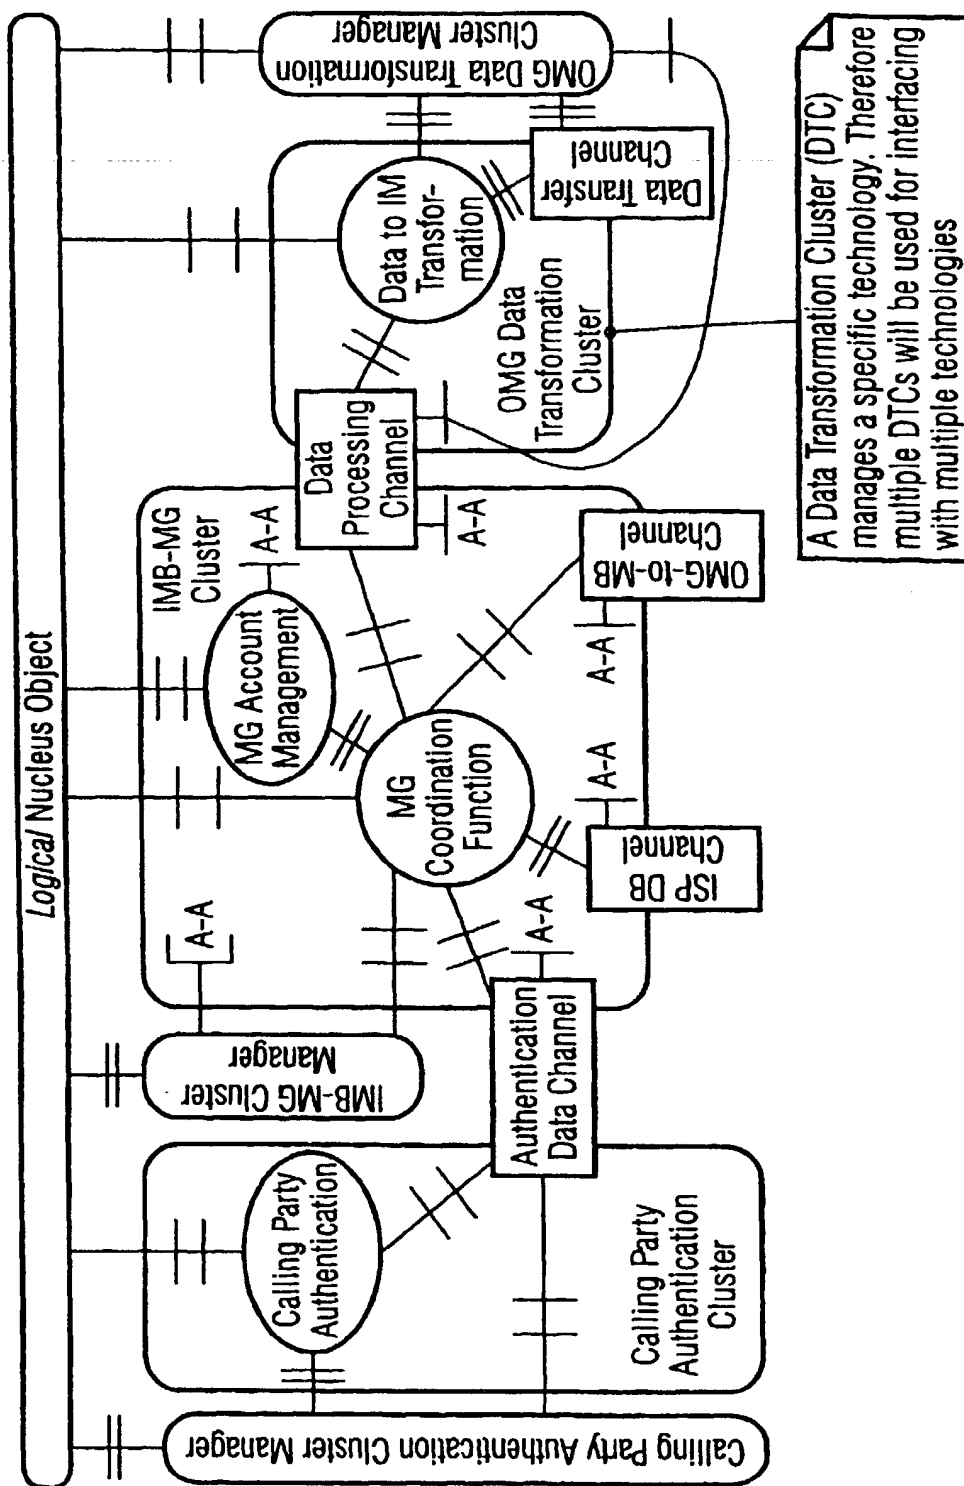 Logical Nucleus Object
Calling Party Authentication Cluster Manager
Calling Party
Authentication
Calling Party
Authentication
Cluster
IMB-MG Cluster
Manager
A-A
Authentication
Data Channel
A-A
MG
Coordination
Function
MG Account
Management
IMB-MG
Cluster
A-A
ISP DB
Channel
A-A
OMG-to-MB
Channel
A-A
Data
Processing
Channel
A-A
OMG Data
Transformation
Cluster
Data to IM
Transfor-
mation
Data Transfer
Channel
OMG Data Transformation
Cluster Manager
A Data Transformation Cluster (DTC)
manages a specific technology. Therefore
multiple DTCs will be used for interfacing
with multiple technologies